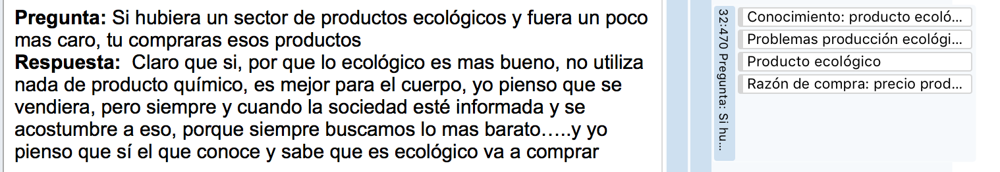 Pregunta: Si hubiera un sector de productos ecológicos y fuera un poco
mas caro, tu compraras esos productos
Respuesta: Claro que si, por que lo ecológico es mas bueno, no utiliza
nada de producto químico, es mejor para el cuerpo, yo pienso que se
vendiera, pero siempre y cuando la sociedad esté informada y se
acostumbre a eso, porque siempre buscamos lo mas barato…..y yo
pienso que sí el que conoce y sabe que es ecológico va a comprar
32:470 Pregunta: Si hu...
Conocimiento: producto ecoló...
Problemas producción ecológi...
Producto ecológico
Razón de compra: precio prod...